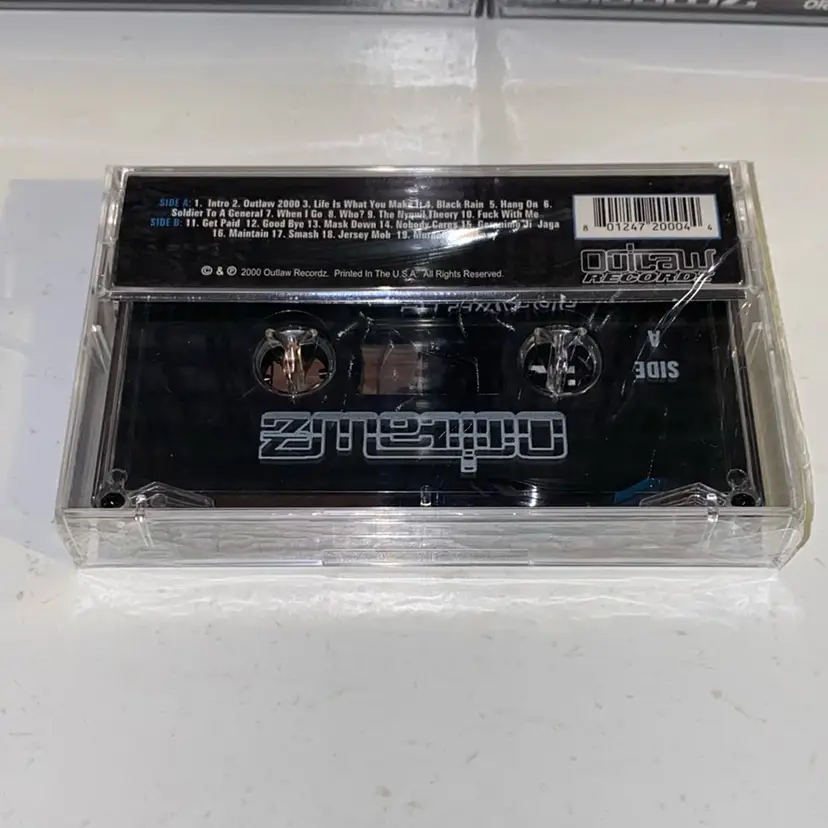 SIDE A: 1. Intro 2. Outlaw 2000 3. Life Is What You Make It 4. Black Rain 5. Hang On 6.
Soldier To A General 7. When I Go 8. Who? 9. The Nyquil Theory 10. Fuck With Me
SIDE B: 11. Get Paid 12. Good Bye 13. Mask Down 14. Nobody Cares 15. Geronimo Ji Jaga
16. Maintain 17. Smash 18. Jersey Mob 19.
8 01247 20004 4
OUTLAW
RECORDZ
© & ℗ 2000 Outlaw Recordz. Printed In The U.S.A. All Rights Reserved.
SIDE
A
OUTLAWZ